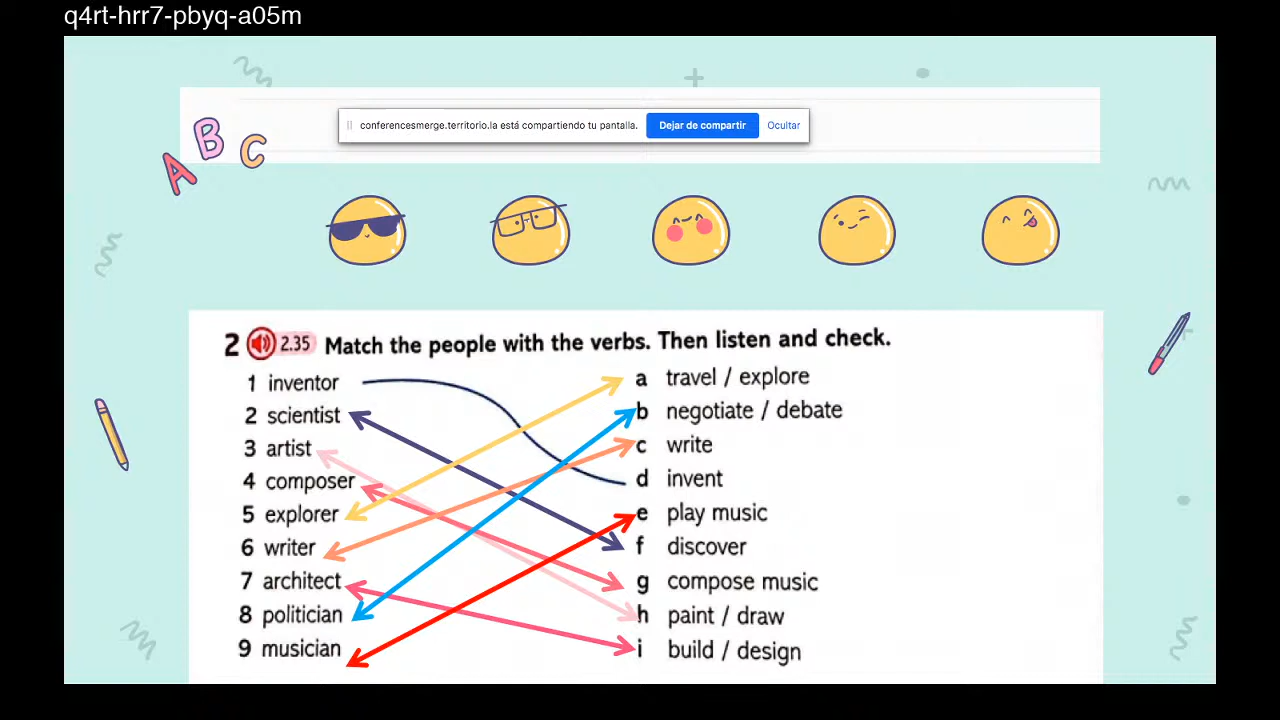 q4rt-hrr7-pbyq-a05m
conferencesmerge.territorio.la está compartiendo tu pantalla. Dejar de compartir Ocultar
A B C
2 2.35 Match the people with the verbs. Then listen and check.
1 inventor
2 scientist
3 artist
4 composer
5 explorer
6 writer
7 architect
8 politician
9 musician
a travel / explore
b negotiate / debate
c write
d invent
e play music
f discover
g compose music
h paint / draw
i build / design